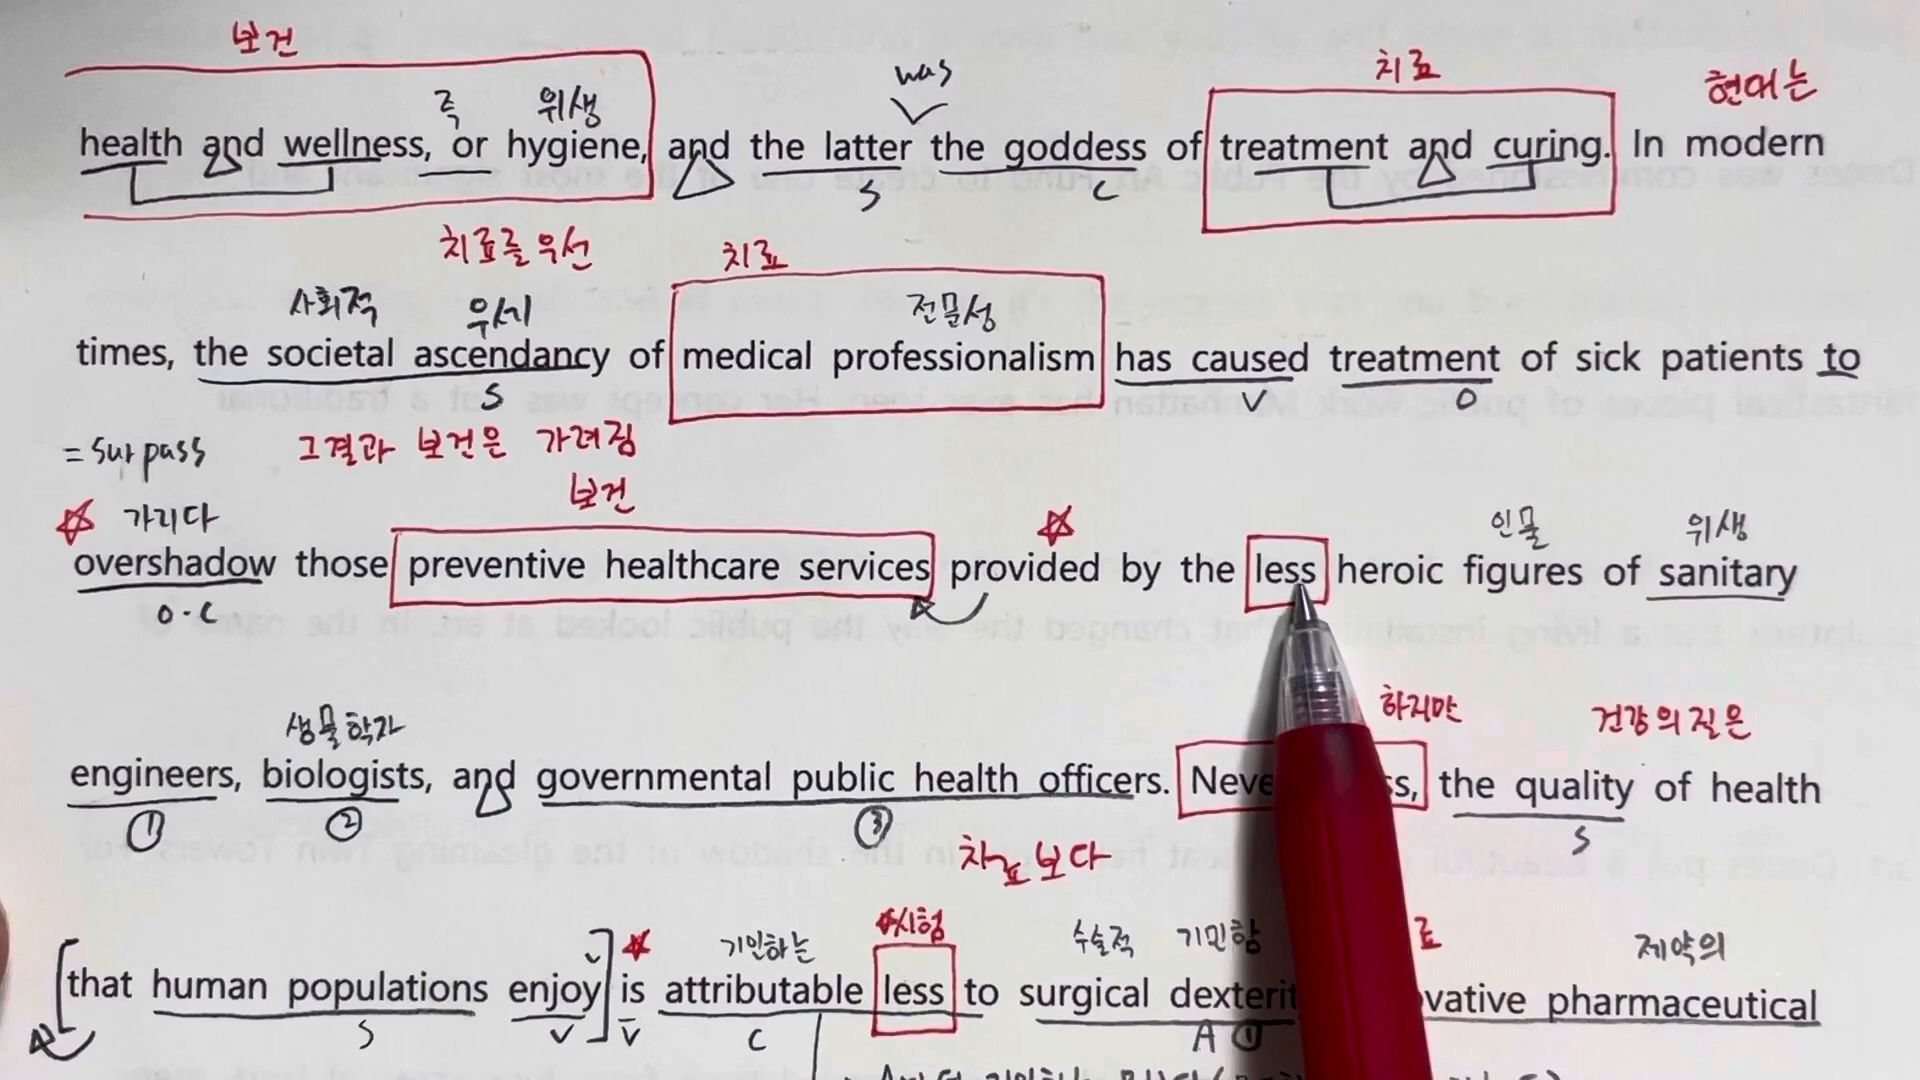 보건 치료 현대는
was
즉 위생
health and wellness, or hygiene, and the latter the goddess of treatment and curing. In modern
S C
치료를 우선 치료
사회적 우세 전문성
times, the societal ascendancy of medical professionalism has caused treatment of sick patients to
S V O
= surpass 그결과 보건은 가려짐
보건
가리다 인물 위생
overshadow those preventive healthcare services provided by the less heroic figures of sanitary
O·C
생물학자 하지만 건강의 질은
engineers, biologists, and governmental public health officers. the quality of health
① ② ③ S
치료보다
시험
기인하는 수술적 기민함 제약의
that human populations enjoy is attributable less to surgical pharmaceutical
S V V C A ①